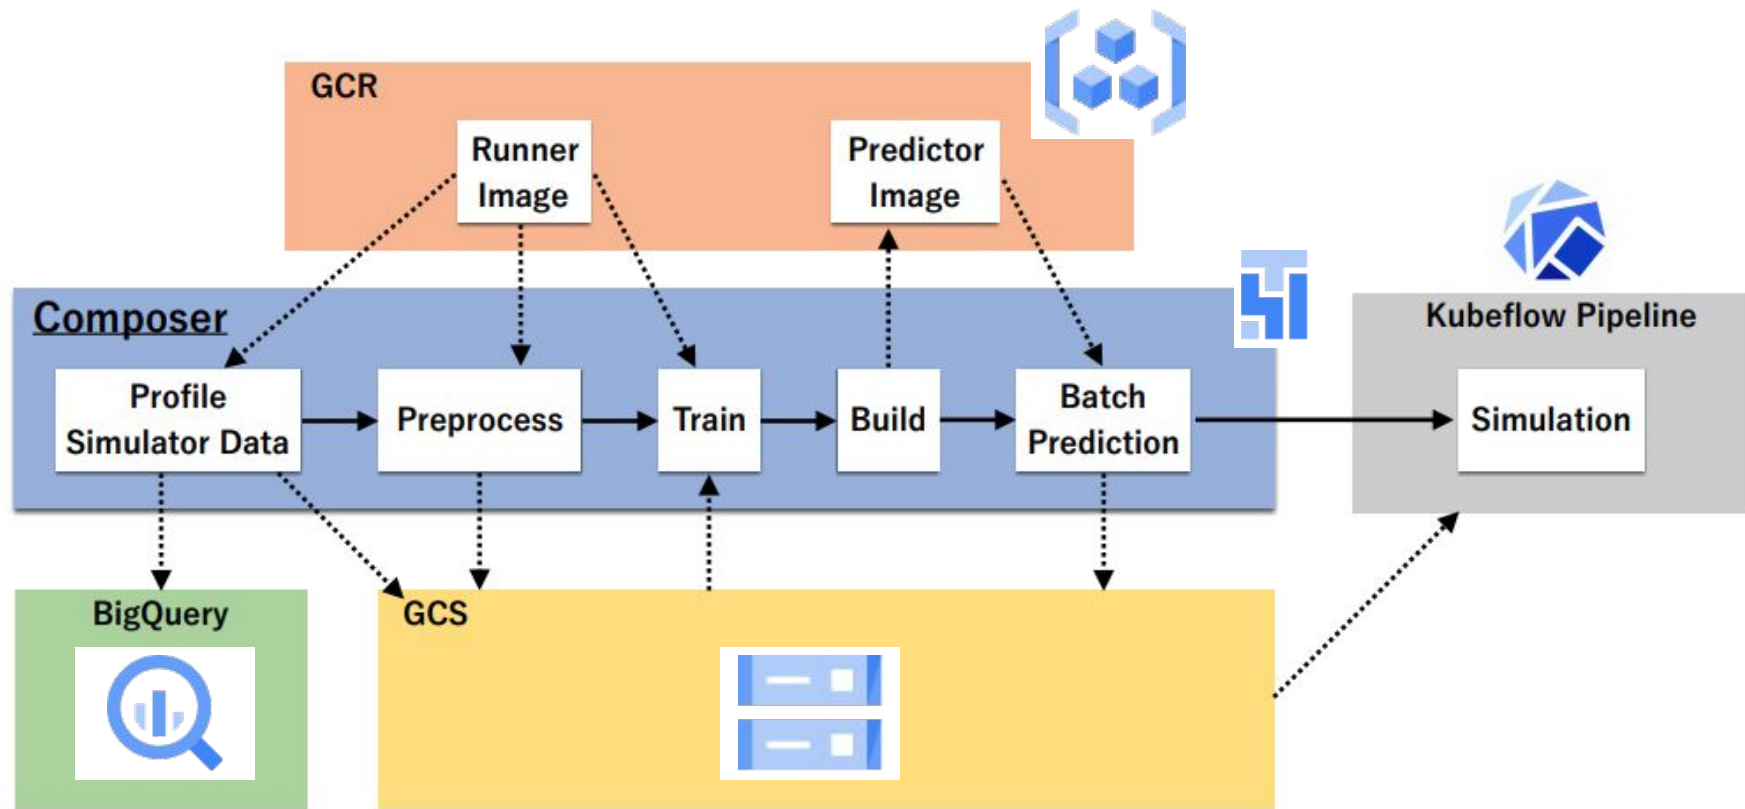 GCR
Runner
Image
Predictor
Image
Composer
Kubeflow Pipeline
Profile
Simulator Data
Preprocess
Train
Build
Batch
Prediction
Simulation
BigQuery
GCS